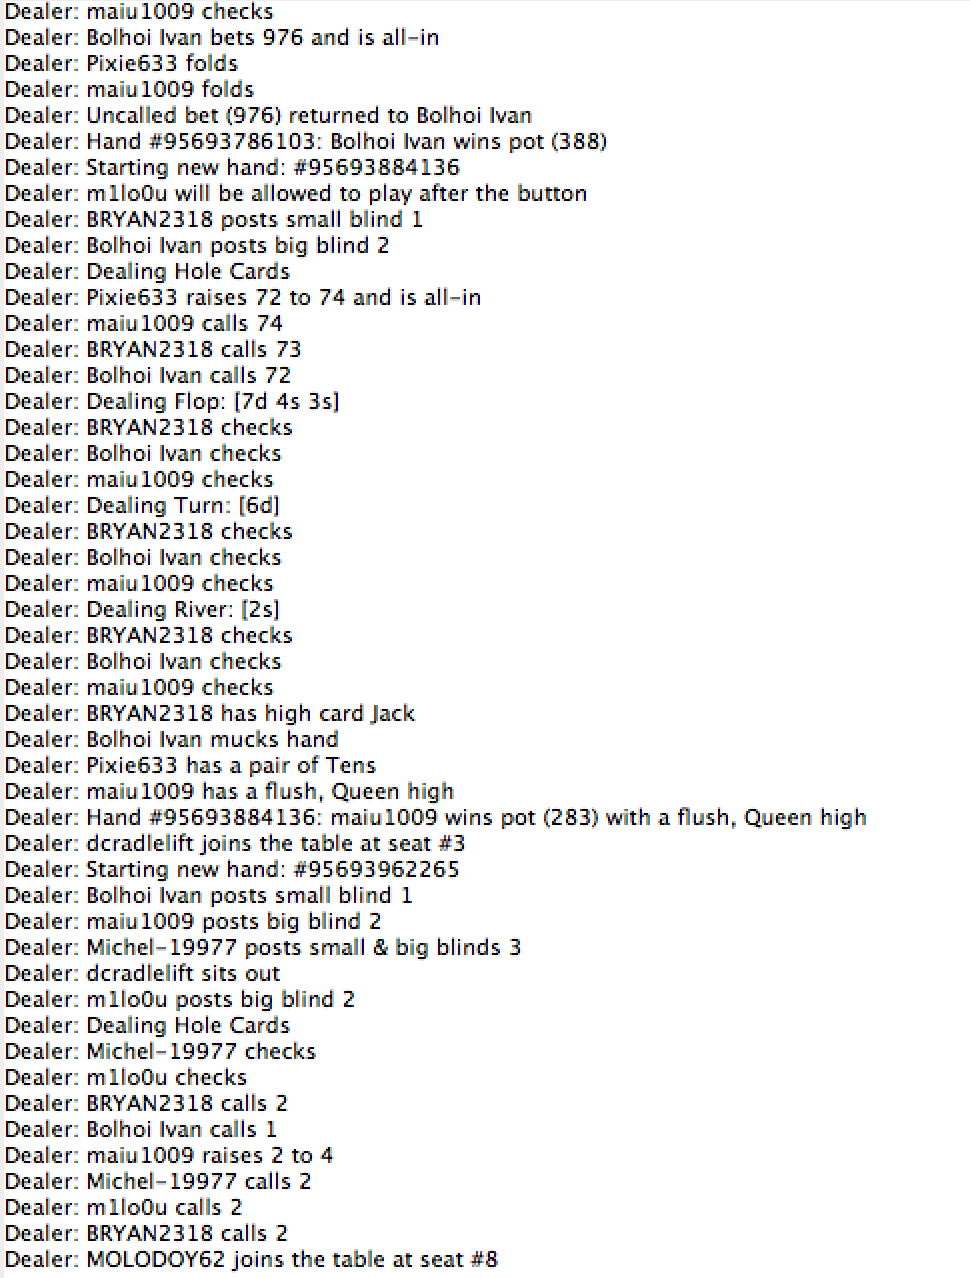 Dealer: maiu1009 checks
Dealer: Bolhoi Ivan bets 976 and is all-in
Dealer: Pixie633 folds
Dealer: maiu1009 folds
Dealer: Uncalled bet (976) returned to Bolhoi Ivan
Dealer: Hand #95693786103: Bolhoi Ivan wins pot (388)
Dealer: Starting new hand: #95693884136
Dealer: m1lo0u will be allowed to play after the button
Dealer: BRYAN2318 posts small blind 1
Dealer: Bolhoi Ivan posts big blind 2
Dealer: Dealing Hole Cards
Dealer: Pixie633 raises 72 to 74 and is all-in
Dealer: maiu1009 calls 74
Dealer: BRYAN2318 calls 73
Dealer: Bolhoi Ivan calls 72
Dealer: Dealing Flop: [7d 4s 3s]
Dealer: BRYAN2318 checks
Dealer: Bolhoi Ivan checks
Dealer: maiu1009 checks
Dealer: Dealing Turn: [6d]
Dealer: BRYAN2318 checks
Dealer: Bolhoi Ivan checks
Dealer: maiu1009 checks
Dealer: Dealing River: [2s]
Dealer: BRYAN2318 checks
Dealer: Bolhoi Ivan checks
Dealer: maiu1009 checks
Dealer: BRYAN2318 has high card Jack
Dealer: Bolhoi Ivan mucks hand
Dealer: Pixie633 has a pair of Tens
Dealer: maiu1009 has a flush, Queen high
Dealer: Hand #95693884136: maiu1009 wins pot (283) with a flush, Queen high
Dealer: dcradlelift joins the table at seat #3
Dealer: Starting new hand: #95693962265
Dealer: Bolhoi Ivan posts small blind 1
Dealer: maiu1009 posts big blind 2
Dealer: Michel-19977 posts small & big blinds 3
Dealer: dcradlelift sits out
Dealer: m1lo0u posts big blind 2
Dealer: Dealing Hole Cards
Dealer: Michel-19977 checks
Dealer: m1lo0u checks
Dealer: BRYAN2318 calls 2
Dealer: Bolhoi Ivan calls 1
Dealer: maiu1009 raises 2 to 4
Dealer: Michel-19977 calls 2
Dealer: m1lo0u calls 2
Dealer: BRYAN2318 calls 2
Dealer: MOLODOY62 joins the table at seat #8